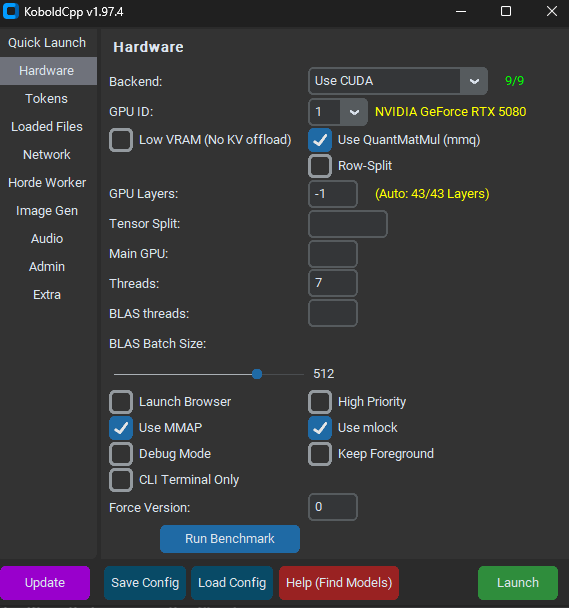 KoboldCpp v1.97.4
Quick Launch
Hardware
Tokens
Loaded Files
Network
Horde Worker
Image Gen
Audio
Admin
Extra
Hardware
Backend: Use CUDA 9/9
GPU ID: 1 NVIDIA GeForce RTX 5080
Low VRAM (No KV offload) Use QuantMatMul (mmq)
Row-Split
GPU Layers: -1 (Auto: 43/43 Layers)
Tensor Split:
Main GPU:
Threads: 7
BLAS threads:
BLAS Batch Size:
512
Launch Browser High Priority
Use MMAP Use mlock
Debug Mode Keep Foreground
CLI Terminal Only
Force Version: 0
Run Benchmark
Update Save Config Load Config Help (Find Models) Launch